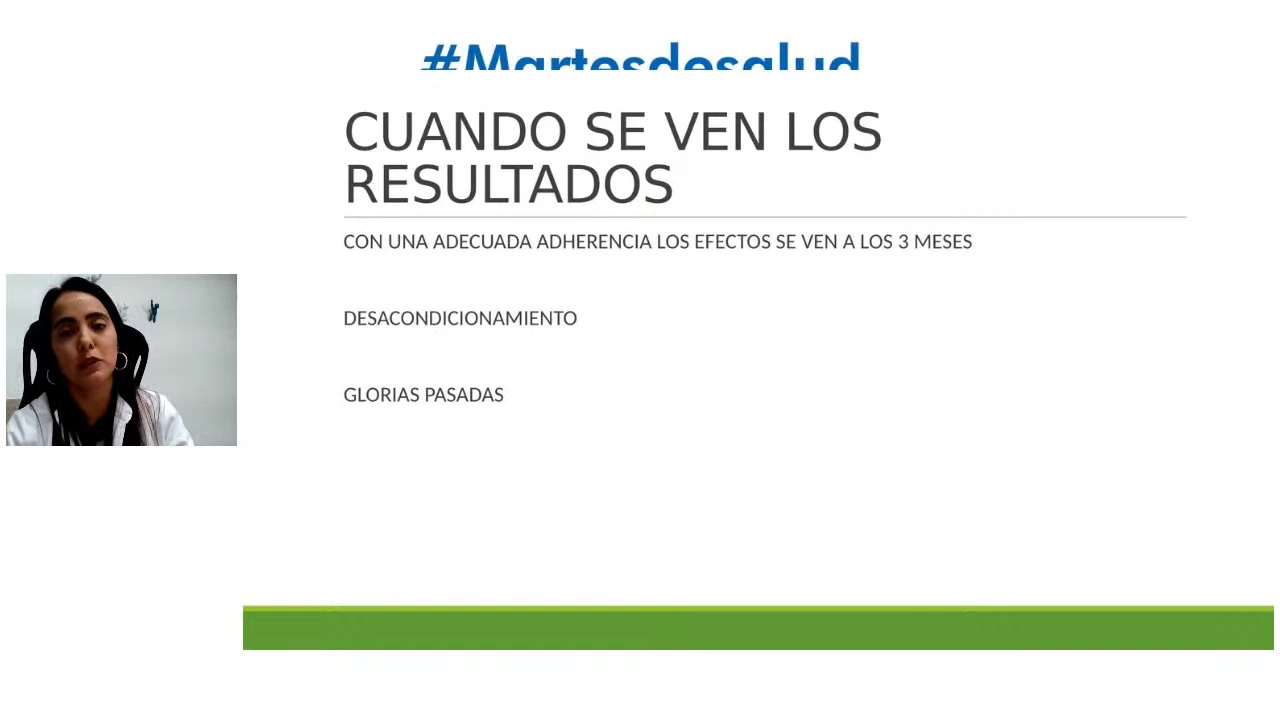 #Martesdesalud
CUANDO SE VEN LOS
RESULTADOS
CON UNA ADECUADA ADHERENCIA LOS EFECTOS SE VEN A LOS 3 MESES
DESACONDICIONAMIENTO
GLORIAS PASADAS